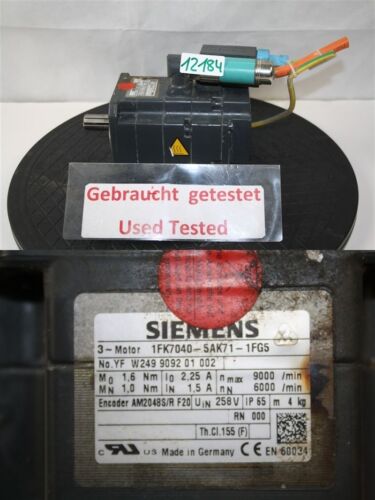 12184
Gebraucht getestet
Used Tested
SIEMENS
3~Motor 1FK7040-5AK71-1FG5
No.YF W249 9092 01 002
M0 1,6 Nm I0 2,25 A nmax 9000 /min
MN 1,0 Nm IN 1,5 A nN 6000 /min
Encoder AM2048S/R F20 UIN 258 V IP 65 m 4 kg
RN 000
Th.Cl.155 (F)
C US Made in Germany CE EN 60034